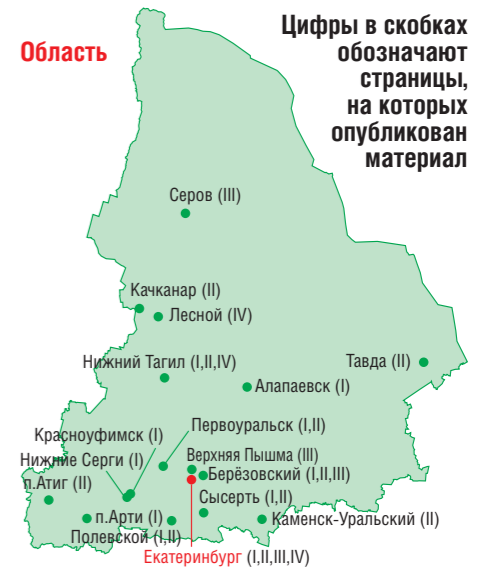 Область
Цифры в скобках
обозначают
страницы,
на которых
опубликован
материал
Серов (III)
Качканар (II)
Лесной (IV)
Нижний Тагил (I,II,IV)
Тавда (II)
Алапаевск (I)
Первоуральск (I,II)
Красноуфимск (I)
Верхняя Пышма (III)
Нижние Серги (I)
Берёзовский (I,II,III)
п.Атиг (II)
Сысерть (I,II)
п.Арти (I)
Каменск-Уральский (II)
Полевской (I,II)
Екатеринбург (I,II,III,IV)